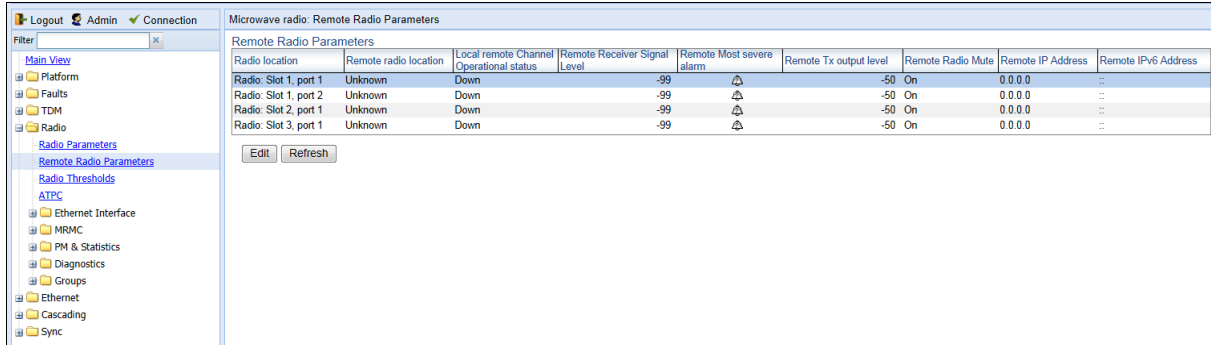 Logout Admin Connection
Microwave radio: Remote Radio Parameters
Filter
Main View
Platform
Faults
TDM
Radio
Radio Parameters
Remote Radio Parameters
Radio Thresholds
ATPC
Ethernet Interface
MRMC
PM & Statistics
Diagnostics
Groups
Ethernet
Cascading
Sync
Remote Radio Parameters
Radio location Remote radio location Local remote Channel Operational status Remote Receiver Signal Level Remote Most severe alarm Remote Tx output level Remote Radio Mute Remote IP Address Remote IPv6 Address
Radio: Slot 1, port 1 Unknown Down -99 -50 On 0.0.0.0 ::
Radio: Slot 1, port 2 Unknown Down -99 -50 On 0.0.0.0 ::
Radio: Slot 2, port 1 Unknown Down -99 -50 On 0.0.0.0 ::
Radio: Slot 3, port 1 Unknown Down -99 -50 On 0.0.0.0 ::
Edit Refresh